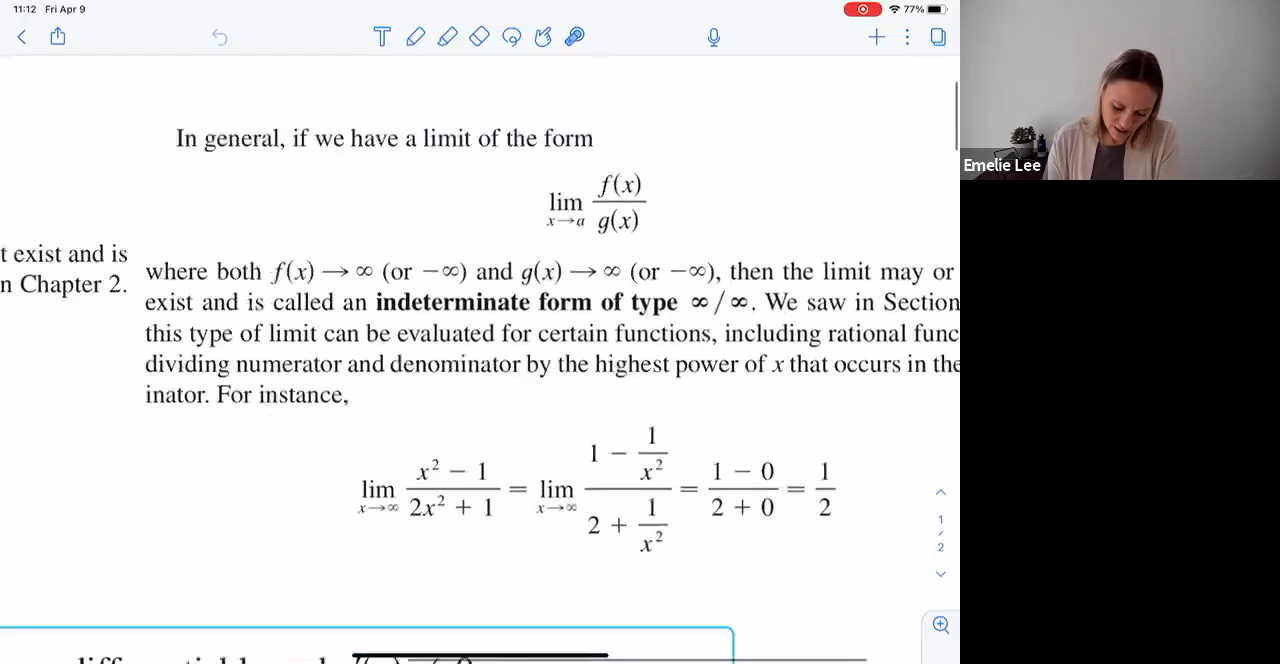 11:12 Fri Apr 9
77%
In general, if we have a limit of the form
lim x→a f(x)/g(x)
t exist and is
n Chapter 2.
where both f(x) → ∞ (or −∞) and g(x) → ∞ (or −∞), then the limit may or
exist and is called an indeterminate form of type ∞/∞. We saw in Section
this type of limit can be evaluated for certain functions, including rational func
dividing numerator and denominator by the highest power of x that occurs in the
inator. For instance,
lim x→∞ (x² − 1)/(2x² + 1) = lim x→∞ (1 − 1/x²)/(2 + 1/x²) = (1 − 0)/(2 + 0) = 1/2
1
/
2
Emelie Lee